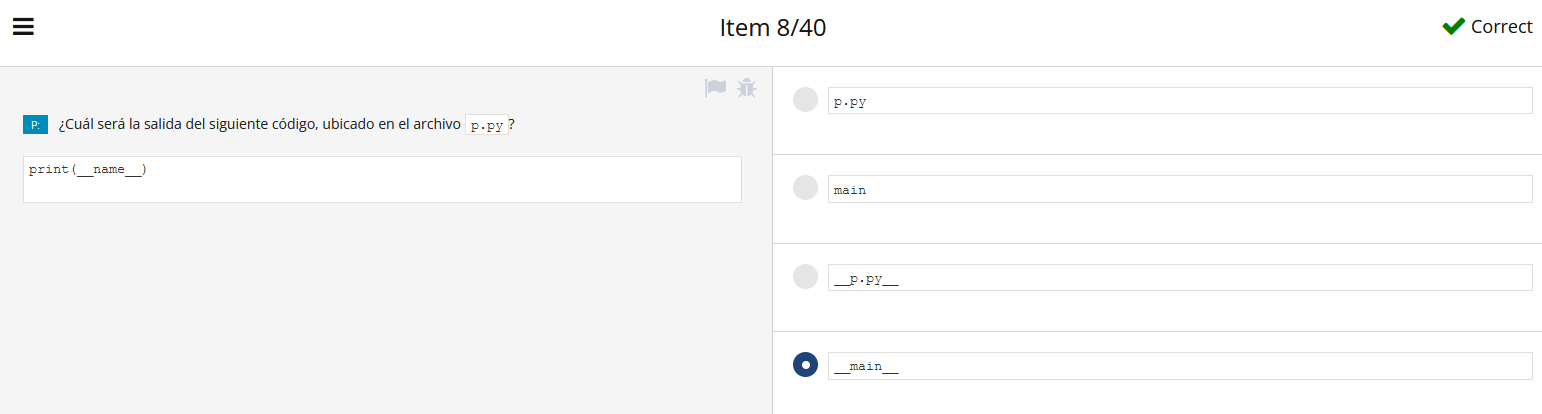 Item 8/40
Correct
P: ¿Cuál será la salida del siguiente código, ubicado en el archivo p.py?
print(__name__)
p.py
main
__p.py__
__main__